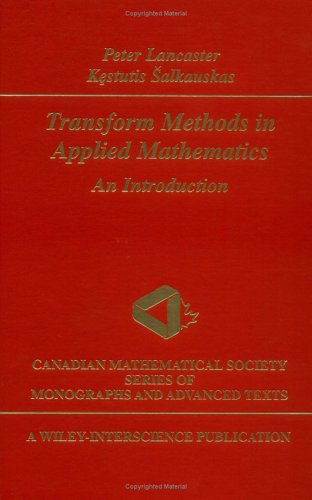 Peter Lancaster
Kęstutis Šalkauskas
Transform Methods in
Applied Mathematics
An Introduction
CANADIAN MATHEMATICAL SOCIETY
SERIES OF
MONOGRAPHS AND ADVANCED TEXTS
A WILEY-INTERSCIENCE PUBLICATION